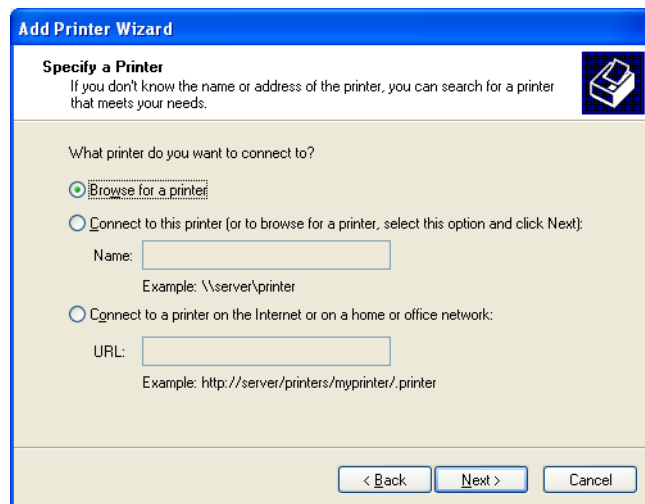 Add Printer Wizard
Specify a Printer
If you don't know the name or address of the printer, you can search for a printer
that meets your needs.
What printer do you want to connect to?
Browse for a printer
Connect to this printer (or to browse for a printer, select this option and click Next):
Name:
Example: \\server\printer
Connect to a printer on the Internet or on a home or office network:
URL:
Example: http://server/printers/myprinter/.printer
< Back Next > Cancel